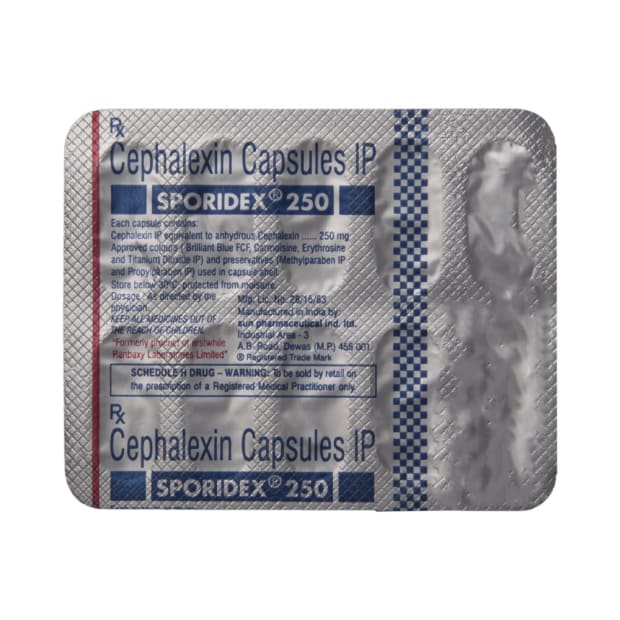 Rx
Cephalexin Capsules IP
SPORIDEX® 250
Each capsule contains:
Cephalexin IP equivalent to anhydrous Cephalexin ...... 250 mg
Approved colours ( Brilliant Blue FCF, Carmoisine, Erythrosine
and Titanium Dioxide IP) and preservatives (Methylparaben IP
and Propylparaben IP) used in capsule shell.
Store below 30°C, protected from moisture.
Dosage : As directed by the
physician.
KEEP ALL MEDICINES OUT OF
THE REACH OF CHILDREN.
"Formerly product of erstwhile
Ranbaxy Laboratories Limited"
Mfg. Lic. No. 28/15/83
Manufactured in India by:
sun pharmaceutical ind. ltd.
Industrial Area - 3
A.B. Road, Dewas (M.P.) 455 001
® Registered Trade Mark
SCHEDULE H DRUG – WARNING: To be sold by retail on
the prescription of a Registered Medical Practitioner only.
Rx
Cephalexin Capsules IP
SPORIDEX® 250